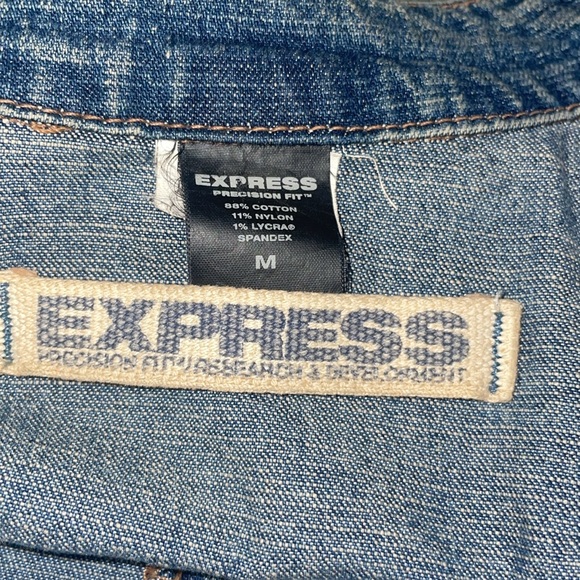 EXPRESS
PRECISION FIT™
88% COTTON
11% NYLON
1% LYCRA®
SPANDEX
M
EXPRESS
PRECISION FIT™ RESEARCH & DEVELOPMENT